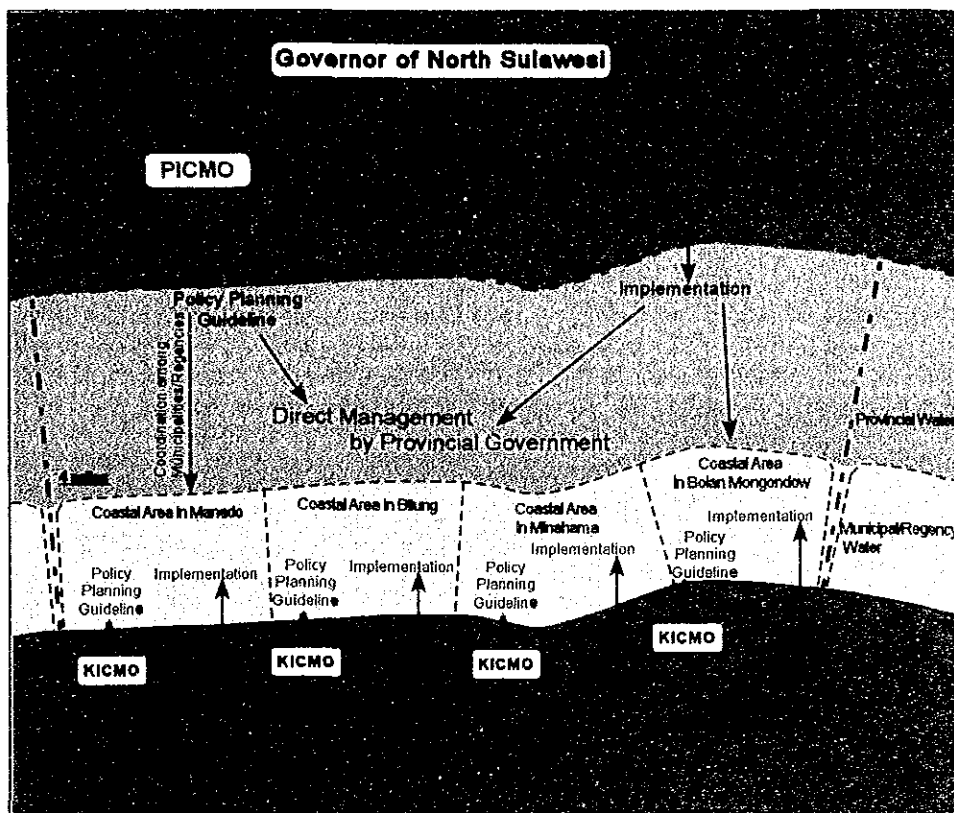 Governor of North Sulawesi
PICMO
Policy Planning
Guideline
Implementation
Coordination among
Municipalities/Regencies
Direct Management
by Provincial Government
Provincial Water
4 miles
Coastal Area in Manado
Coastal Area in Bitung
Coastal Area
in Minahama
Coastal Area
in Bolan Mongondow
Municipal/Regency
Water
Policy
Planning
Guideline
Implementation
Policy
Planning
Guideline
Implementation
Policy
Planning
Guideline
Implementation
Policy
Planning
Guideline
Implementation
KICMO
KICMO
KICMO
KICMO